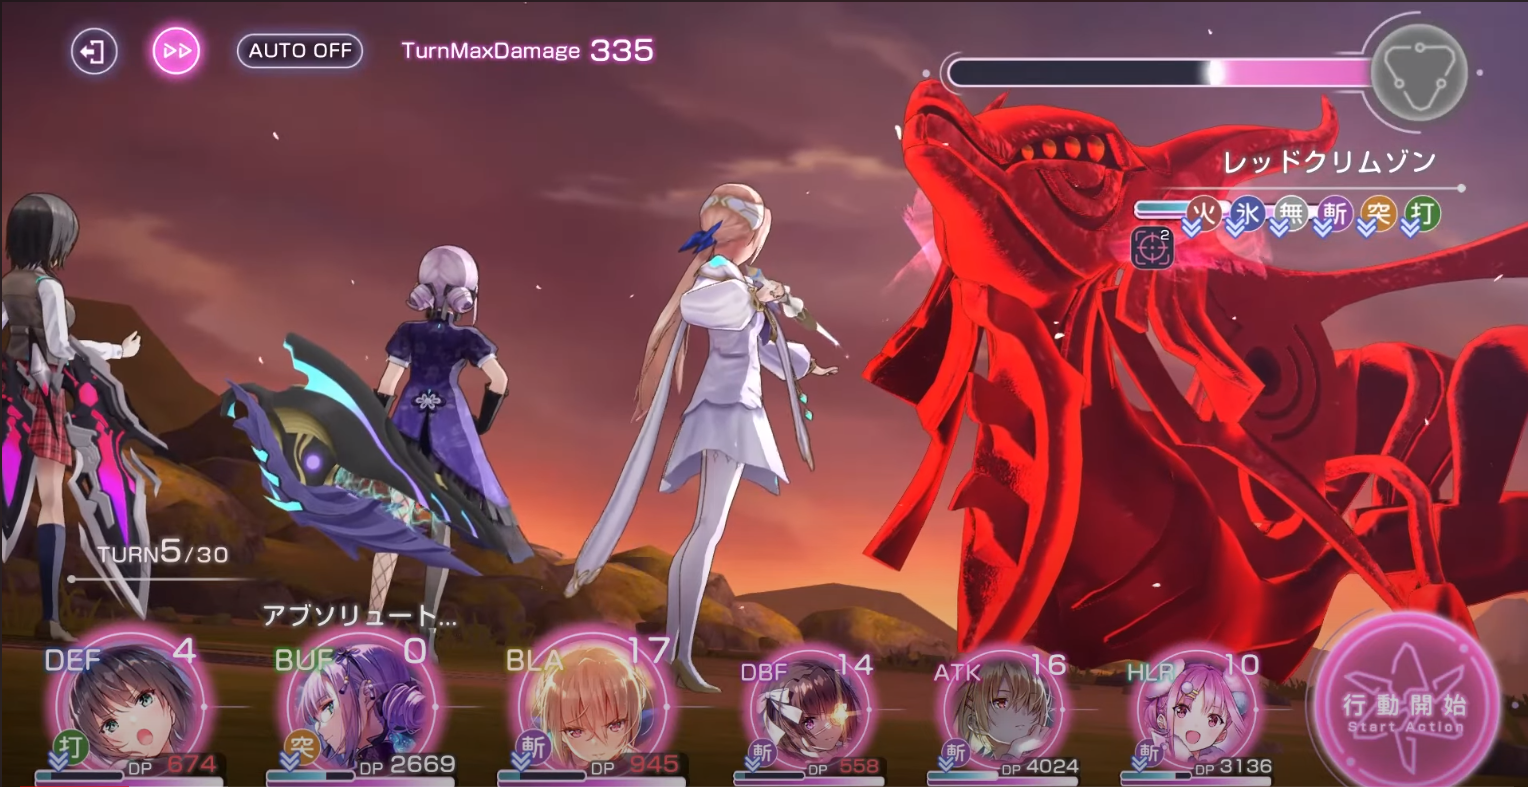 AUTO OFF
TurnMaxDamage 335
レッドクリムゾン
火 氷 無 斬 突 打
2
TURN5/30
アブソリュート…
DEF 4
BUF 0
BLA 17
DBF 14
ATK 16
HLR 10
行動開始
Start Action
打 突 斬 斬 斬 斬
DP 674
DP 2669
DP 945
DP 558
DP 4024
DP 3136